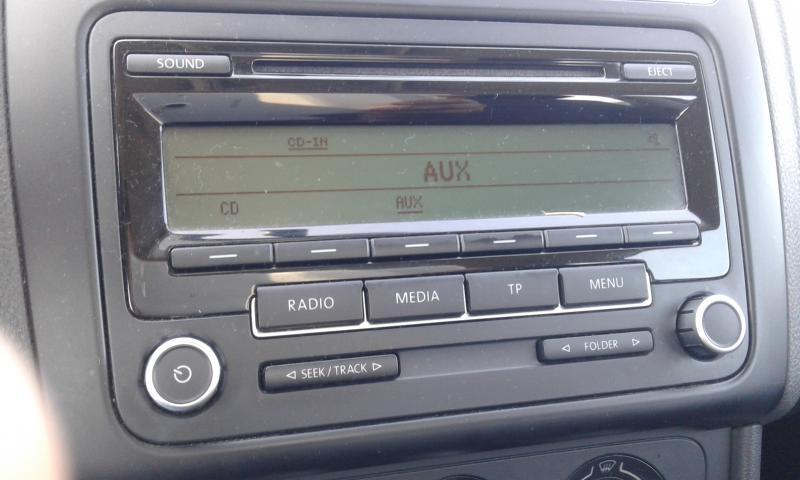 SOUND
EJECT
CD-IN
AUX
CD AUX
RADIO MEDIA TP MENU
SEEK / TRACK
FOLDER